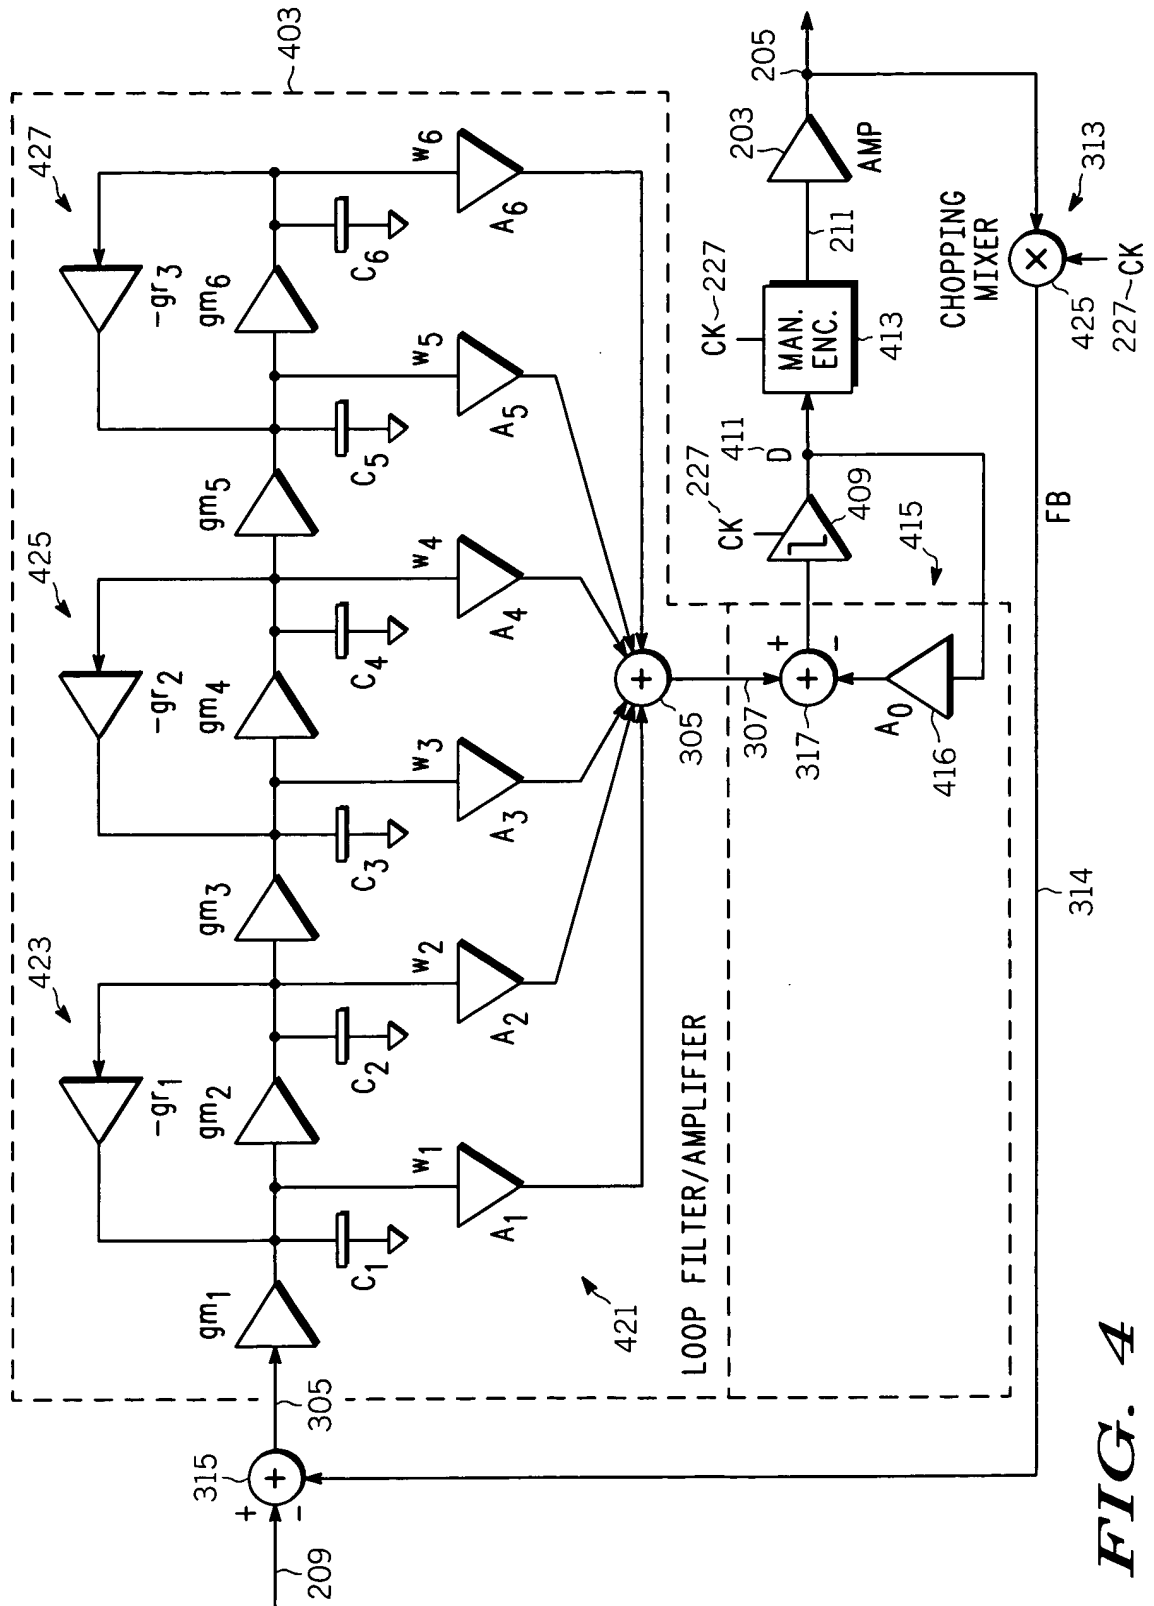 427
403
425
423
-gr3
-gr2
-gr1
gm1
gm2
gm3
gm4
gm5
gm6
C1
C2
C3
C4
C5
C6
w1
w2
w3
w4
w5
w6
A1
A2
A3
A4
A5
A6
209
+
-
315
+
305
421
LOOP FILTER/AMPLIFIER
+
305
307
+
-
+
317
A0
416
415
CK
227
409
D
411
CK
227
MAN.
ENC.
413
211
203
AMP
205
CHOPPING
MIXER
313
×
425
227
CK
FB
314
FIG. 4